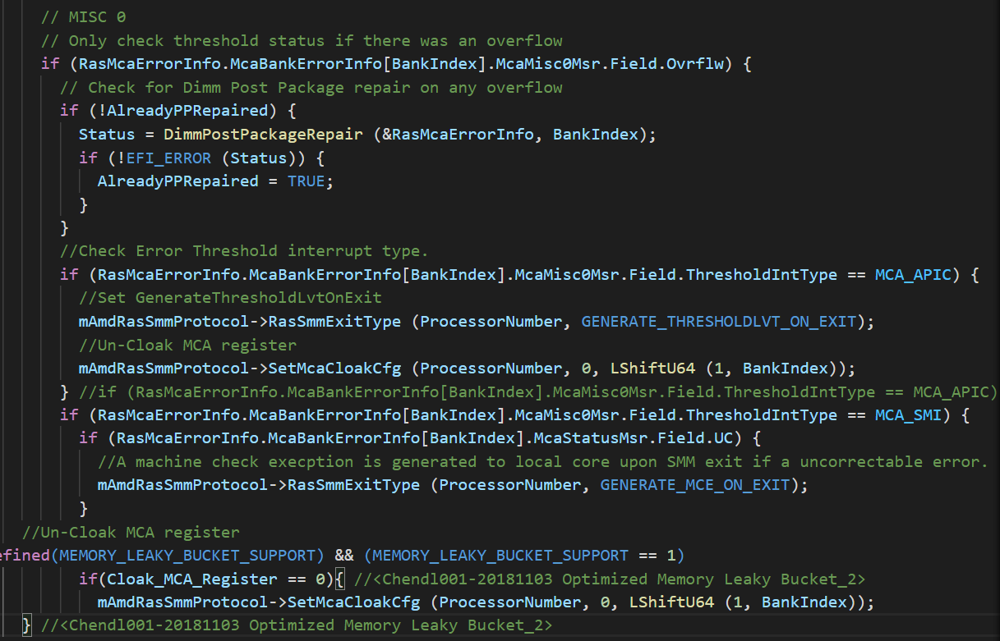 // MISC 0
// Only check threshold status if there was an overflow
if (RasMcaErrorInfo.McaBankErrorInfo[BankIndex].McaMisc0Msr.Field.Ovrflw) {
// Check for Dimm Post Package repair on any overflow
if (!AlreadyPPRepaired) {
Status = DimmPostPackageRepair (&RasMcaErrorInfo, BankIndex);
if (!EFI_ERROR (Status)) {
AlreadyPPRepaired = TRUE;
}
}
//Check Error Threshold interrupt type.
if (RasMcaErrorInfo.McaBankErrorInfo[BankIndex].McaMisc0Msr.Field.ThresholdIntType == MCA_APIC) {
//Set GenerateThresholdLvtOnExit
mAmdRasSmmProtocol->RasSmmExitType (ProcessorNumber, GENERATE_THRESHOLDLVT_ON_EXIT);
//Un-Cloak MCA register
mAmdRasSmmProtocol->SetMcaCloakCfg (ProcessorNumber, 0, LShiftU64 (1, BankIndex));
} //if (RasMcaErrorInfo.McaBankErrorInfo[BankIndex].McaMisc0Msr.Field.ThresholdIntType == MCA_APIC)
if (RasMcaErrorInfo.McaBankErrorInfo[BankIndex].McaMisc0Msr.Field.ThresholdIntType == MCA_SMI) {
if (RasMcaErrorInfo.McaBankErrorInfo[BankIndex].McaStatusMsr.Field.UC) {
//A machine check execption is generated to local core upon SMM exit if a uncorrectable error.
mAmdRasSmmProtocol->RasSmmExitType (ProcessorNumber, GENERATE_MCE_ON_EXIT);
}
//Un-Cloak MCA register
efined(MEMORY_LEAKY_BUCKET_SUPPORT) && (MEMORY_LEAKY_BUCKET_SUPPORT == 1)
if(Cloak_MCA_Register == 0){ //<Chendl001-20181103 Optimized Memory Leaky Bucket_2>
mAmdRasSmmProtocol->SetMcaCloakCfg (ProcessorNumber, 0, LShiftU64 (1, BankIndex));
} //<Chendl001-20181103 Optimized Memory Leaky Bucket_2>